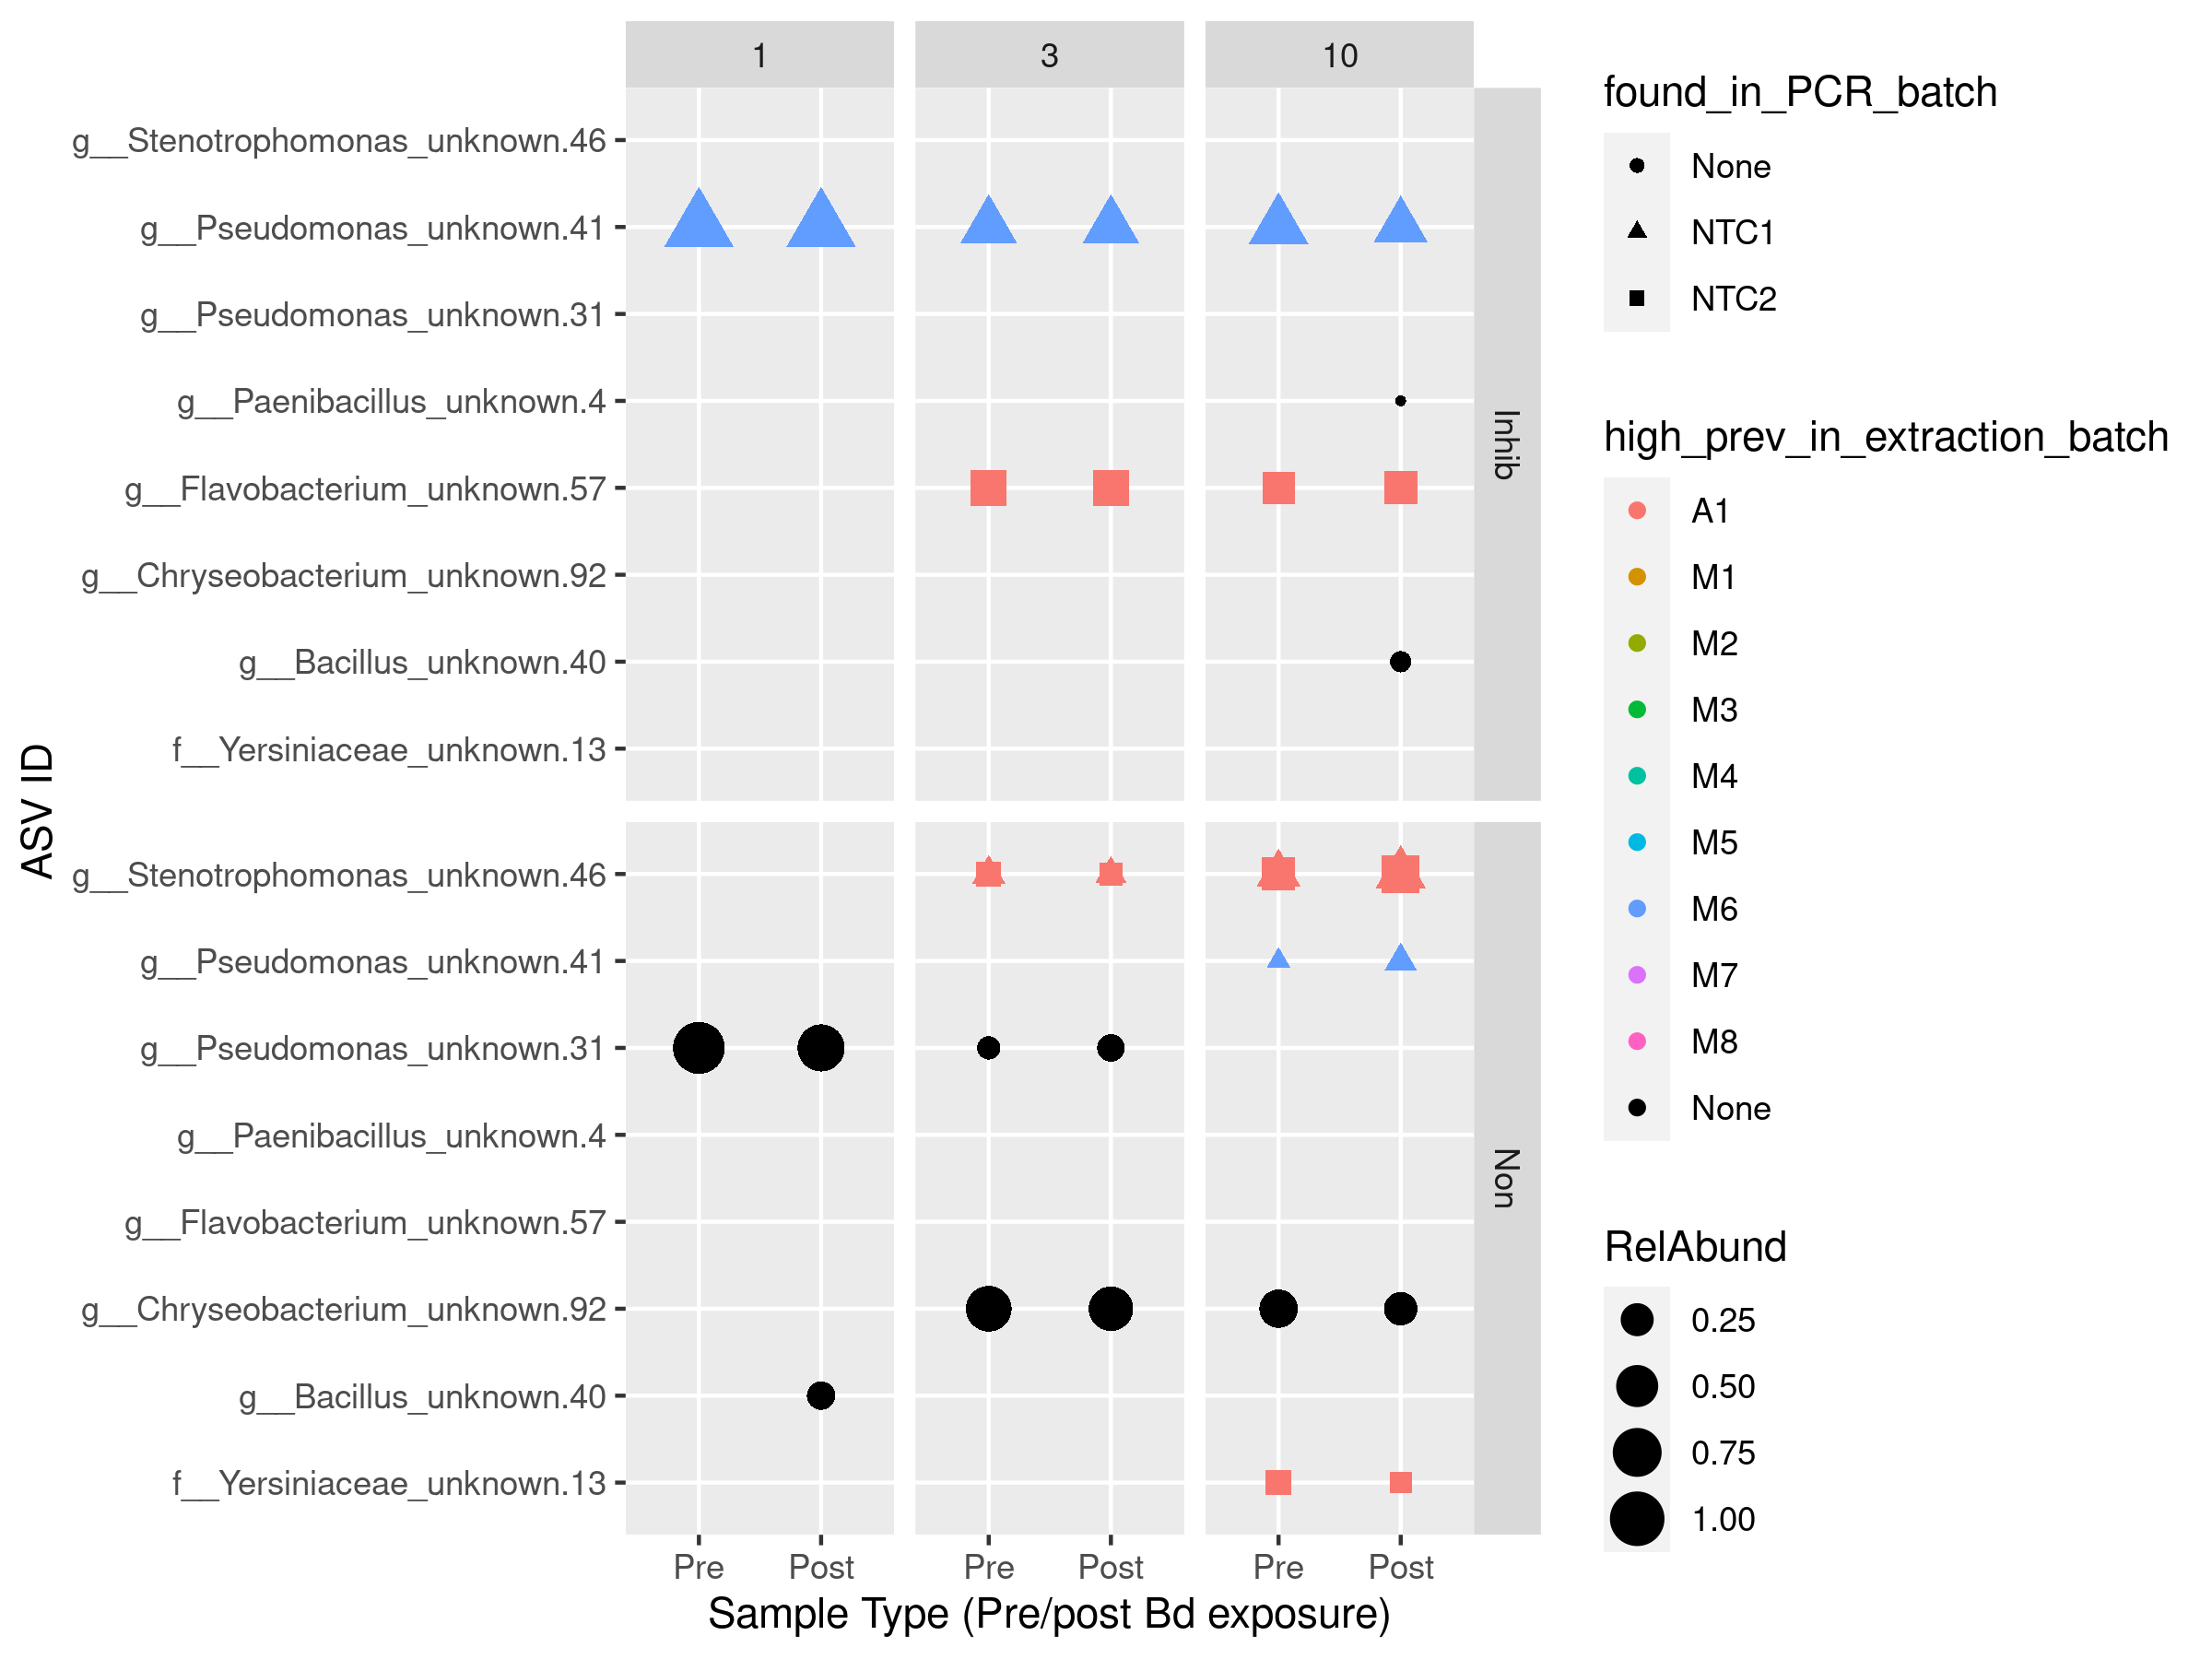 1
3
10
g__Stenotrophomonas_unknown.46
g__Pseudomonas_unknown.41
g__Pseudomonas_unknown.31
g__Paenibacillus_unknown.4
g__Flavobacterium_unknown.57
g__Chryseobacterium_unknown.92
g__Bacillus_unknown.40
f__Yersiniaceae_unknown.13
Inhib
g__Stenotrophomonas_unknown.46
g__Pseudomonas_unknown.41
g__Pseudomonas_unknown.31
g__Paenibacillus_unknown.4
g__Flavobacterium_unknown.57
g__Chryseobacterium_unknown.92
g__Bacillus_unknown.40
f__Yersiniaceae_unknown.13
Non
ASV ID
Pre
Post
Pre
Post
Pre
Post
Sample Type (Pre/post Bd exposure)
found_in_PCR_batch
None
NTC1
NTC2
high_prev_in_extraction_batch
A1
M1
M2
M3
M4
M5
M6
M7
M8
None
RelAbund
0.25
0.50
0.75
1.00